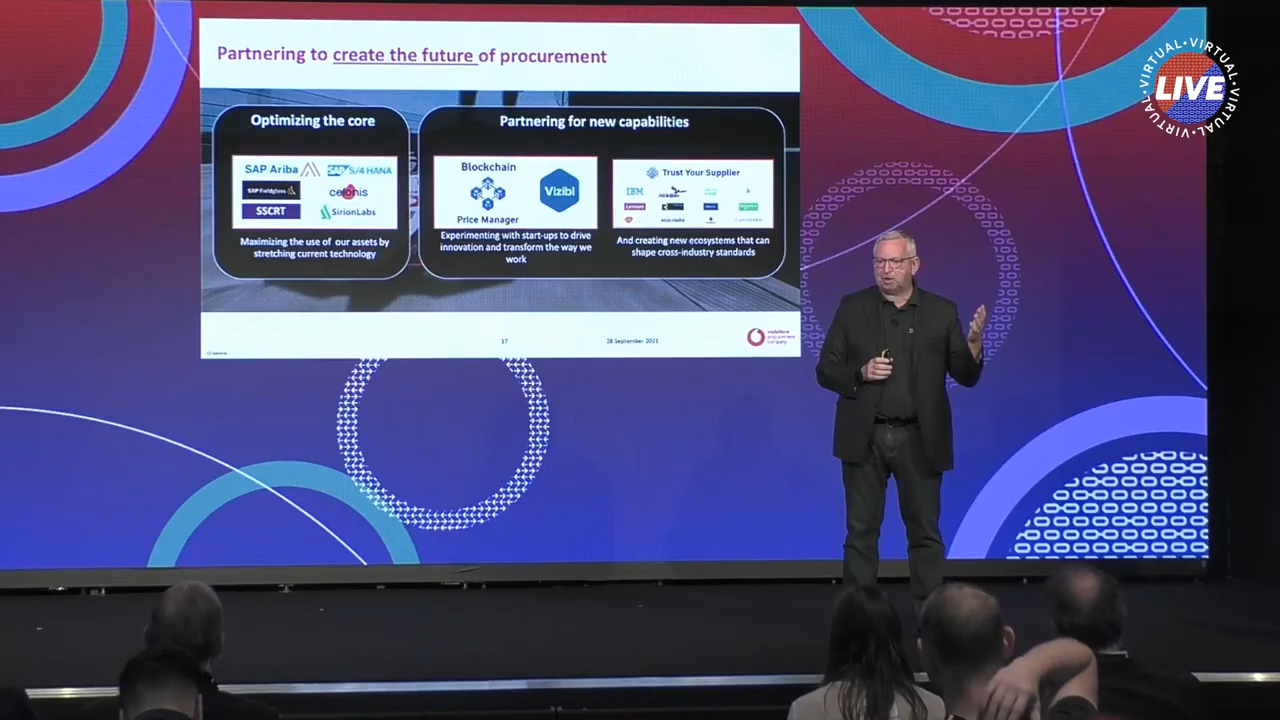 Partnering to create the future of procurement
Optimizing the core
SAP Ariba
SAP S/4 HANA
SAP Fieldglass
celonis
SSCRT
SirionLabs
Maximizing the use of our assets by
stretching current technology
Partnering for new capabilities
Blockchain
Price Manager
Vizibl
Experimenting with start-ups to drive
innovation and transform the way we
work
Trust Your Supplier
IBM
Lenovo
And creating new ecosystems that can
shape cross-industry standards
17
28 September 2021
vodafone
procurement
company
VIRTUAL • VIRTUAL • VIRTUAL • VIRTUAL •
LIVE